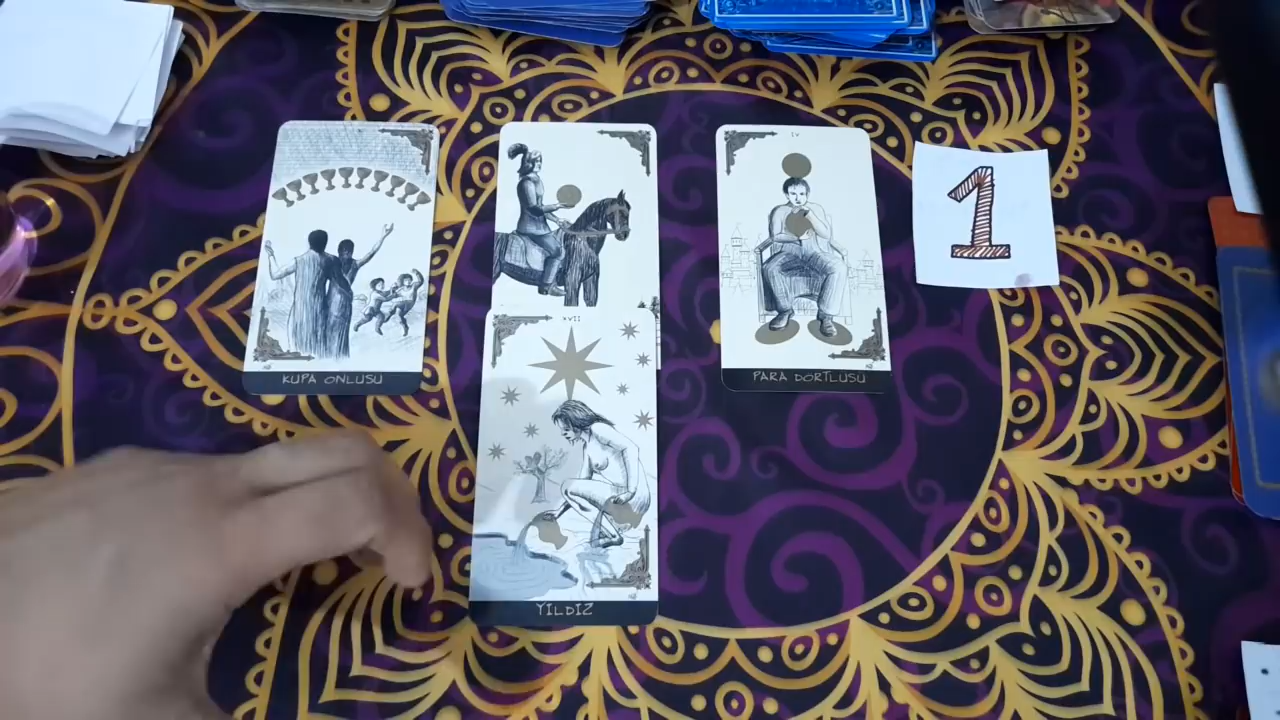 IV
1
XVII
KUPA ONLUSU
PARA DORTLUSU
YILDIZ